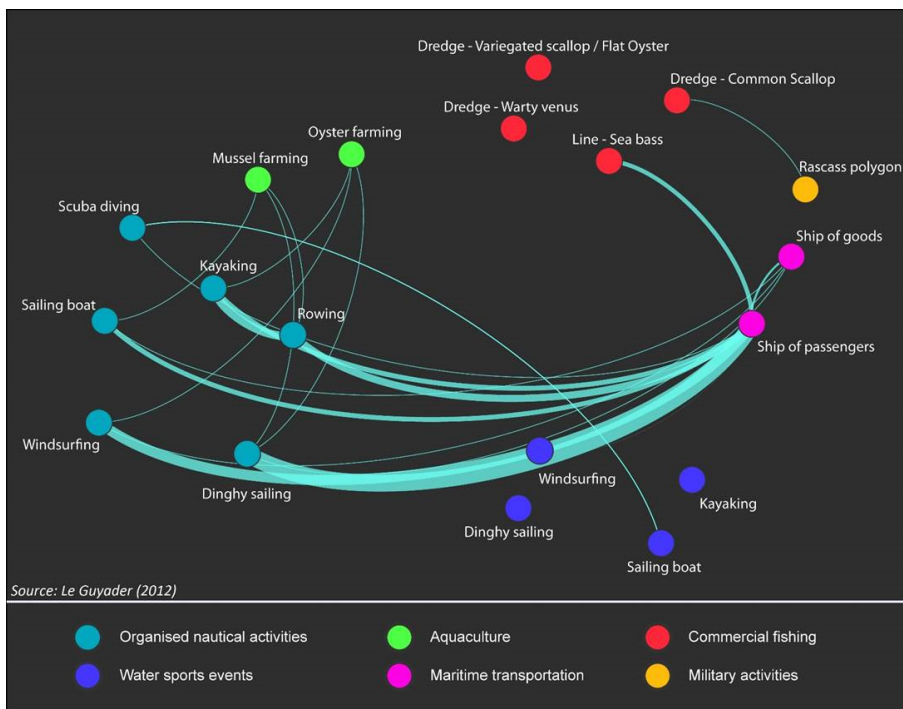 Dredge - Variegated scallop / Flat Oyster
Dredge - Common Scallop
Dredge - Warty venus
Oyster farming
Line - Sea bass
Mussel farming
Rascass polygon
Scuba diving
Ship of goods
Kayaking
Sailing boat
Rowing
Ship of passengers
Windsurfing
Windsurfing
Dinghy sailing
Kayaking
Dinghy sailing
Sailing boat
Source: Le Guyader (2012)
Organised nautical activities
Aquaculture
Commercial fishing
Water sports events
Maritime transportation
Military activities